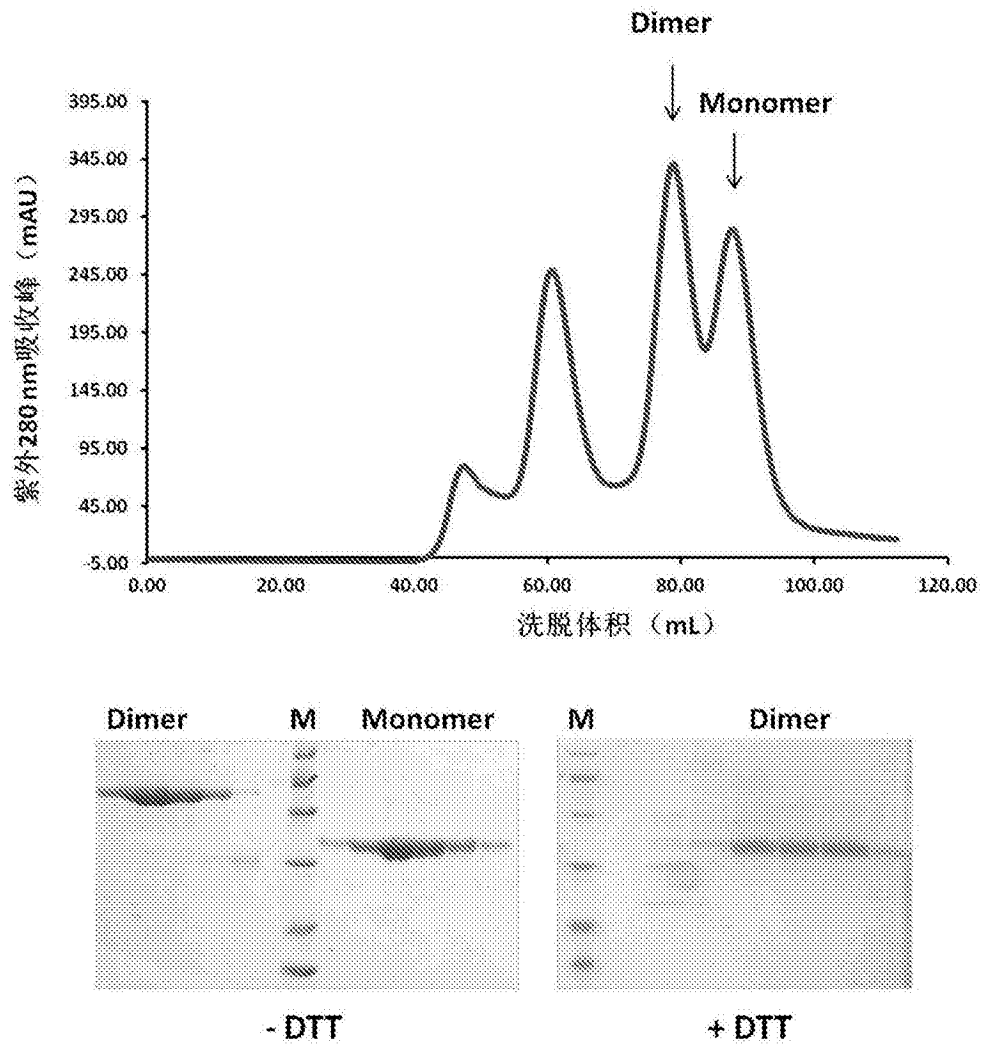 Dimer
Monomer
395.00
345.00
295.00
245.00
195.00
145.00
95.00
45.00
-5.00
紫外280nm吸收峰（mAU）
0.00 20.00 40.00 60.00 80.00 100.00 120.00
洗脱体积（mL）
Dimer M Monomer M Dimer
- DTT + DTT